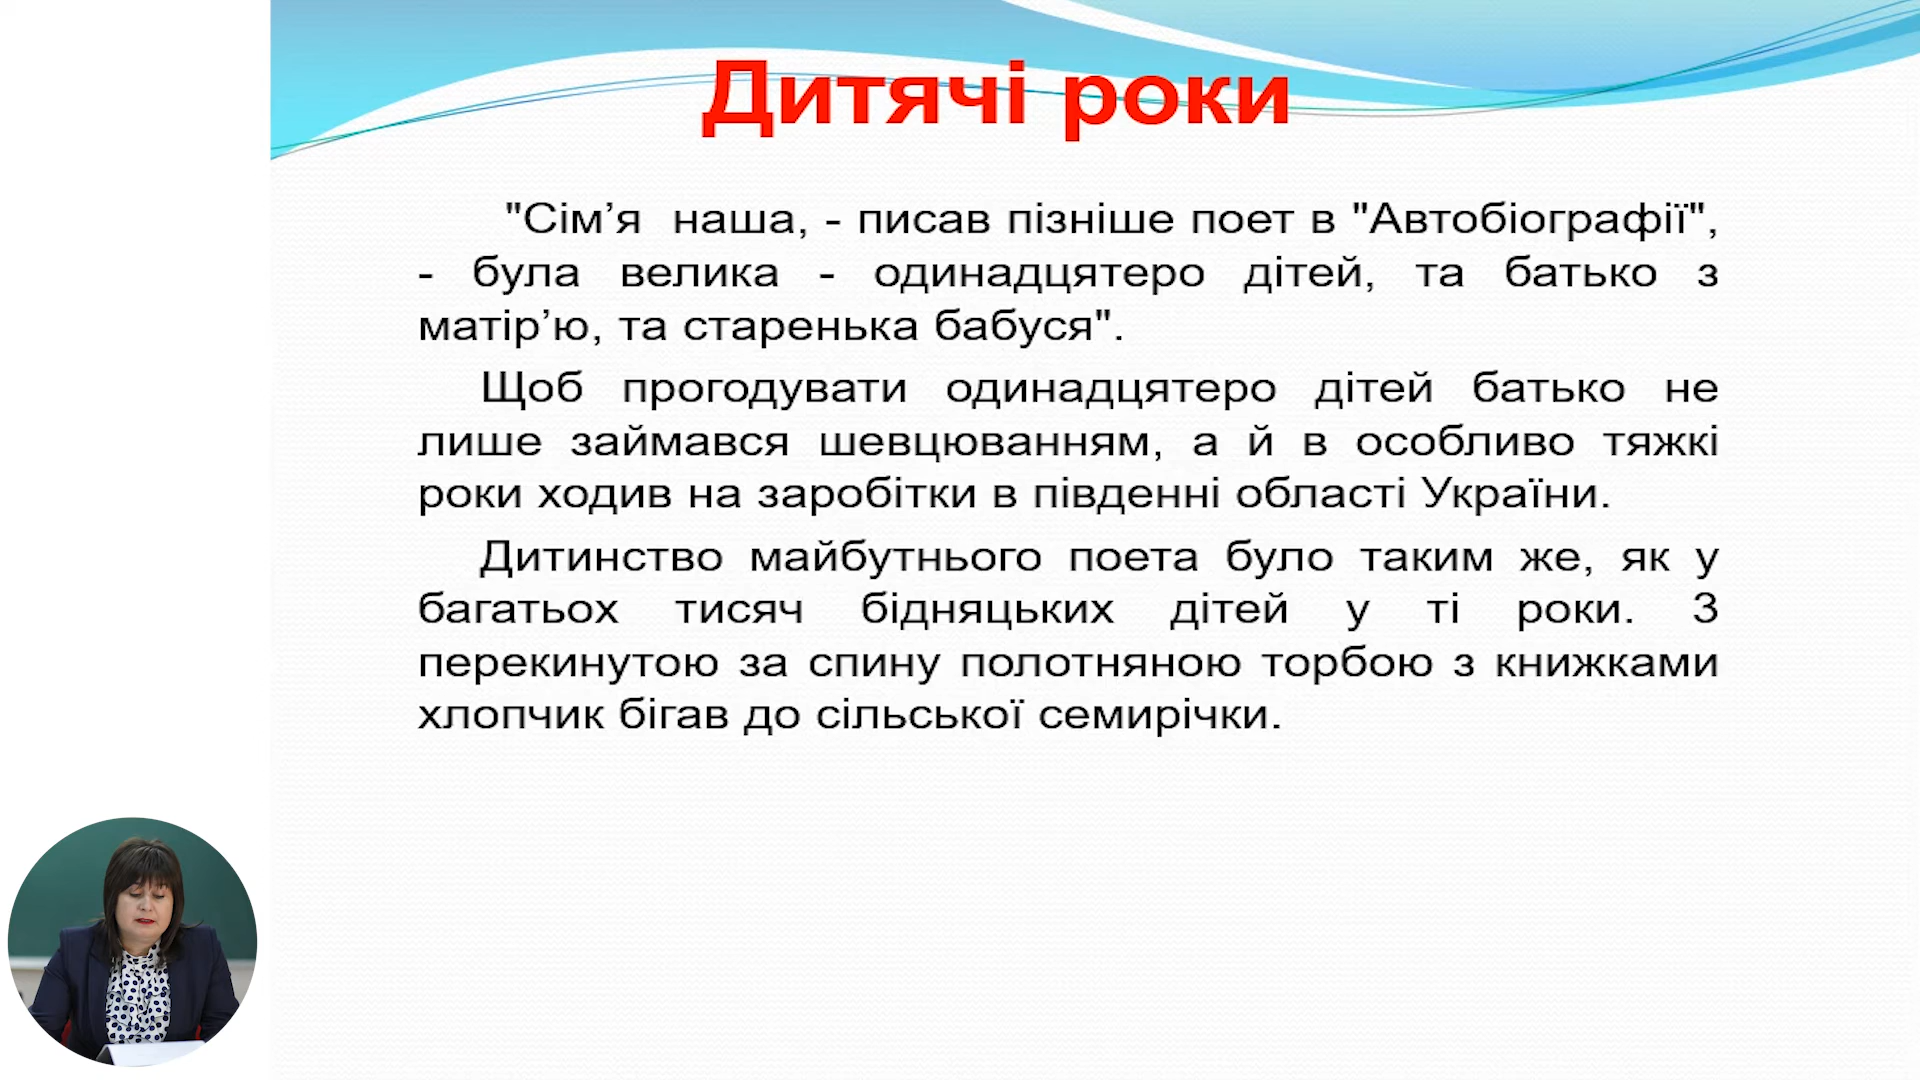 Дитячі роки
"Сім’я наша, - писав пізніше поет в "Автобіографії",
- була велика - одинадцятеро дітей, та батько з
матір’ю, та старенька бабуся".
Щоб прогодувати одинадцятеро дітей батько не
лише займався шевцюванням, а й в особливо тяжкі
роки ходив на заробітки в південні області України.
Дитинство майбутнього поета було таким же, як у
багатьох тисяч бідняцьких дітей у ті роки. З
перекинутою за спину полотняною торбою з книжками
хлопчик бігав до сільської семирічки.